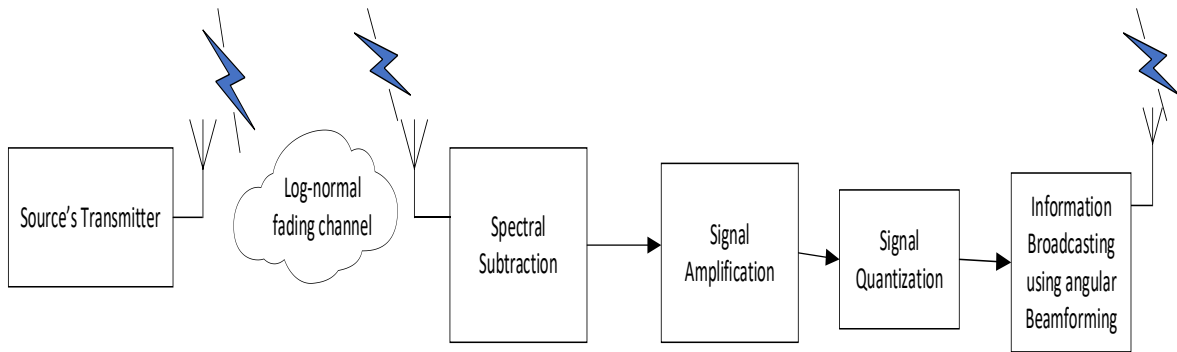 Source's Transmitter
Log-normal
fading channel
Spectral
Subtraction
Signal
Amplification
Signal
Quantization
Information
Broadcasting
using angular
Beamforming